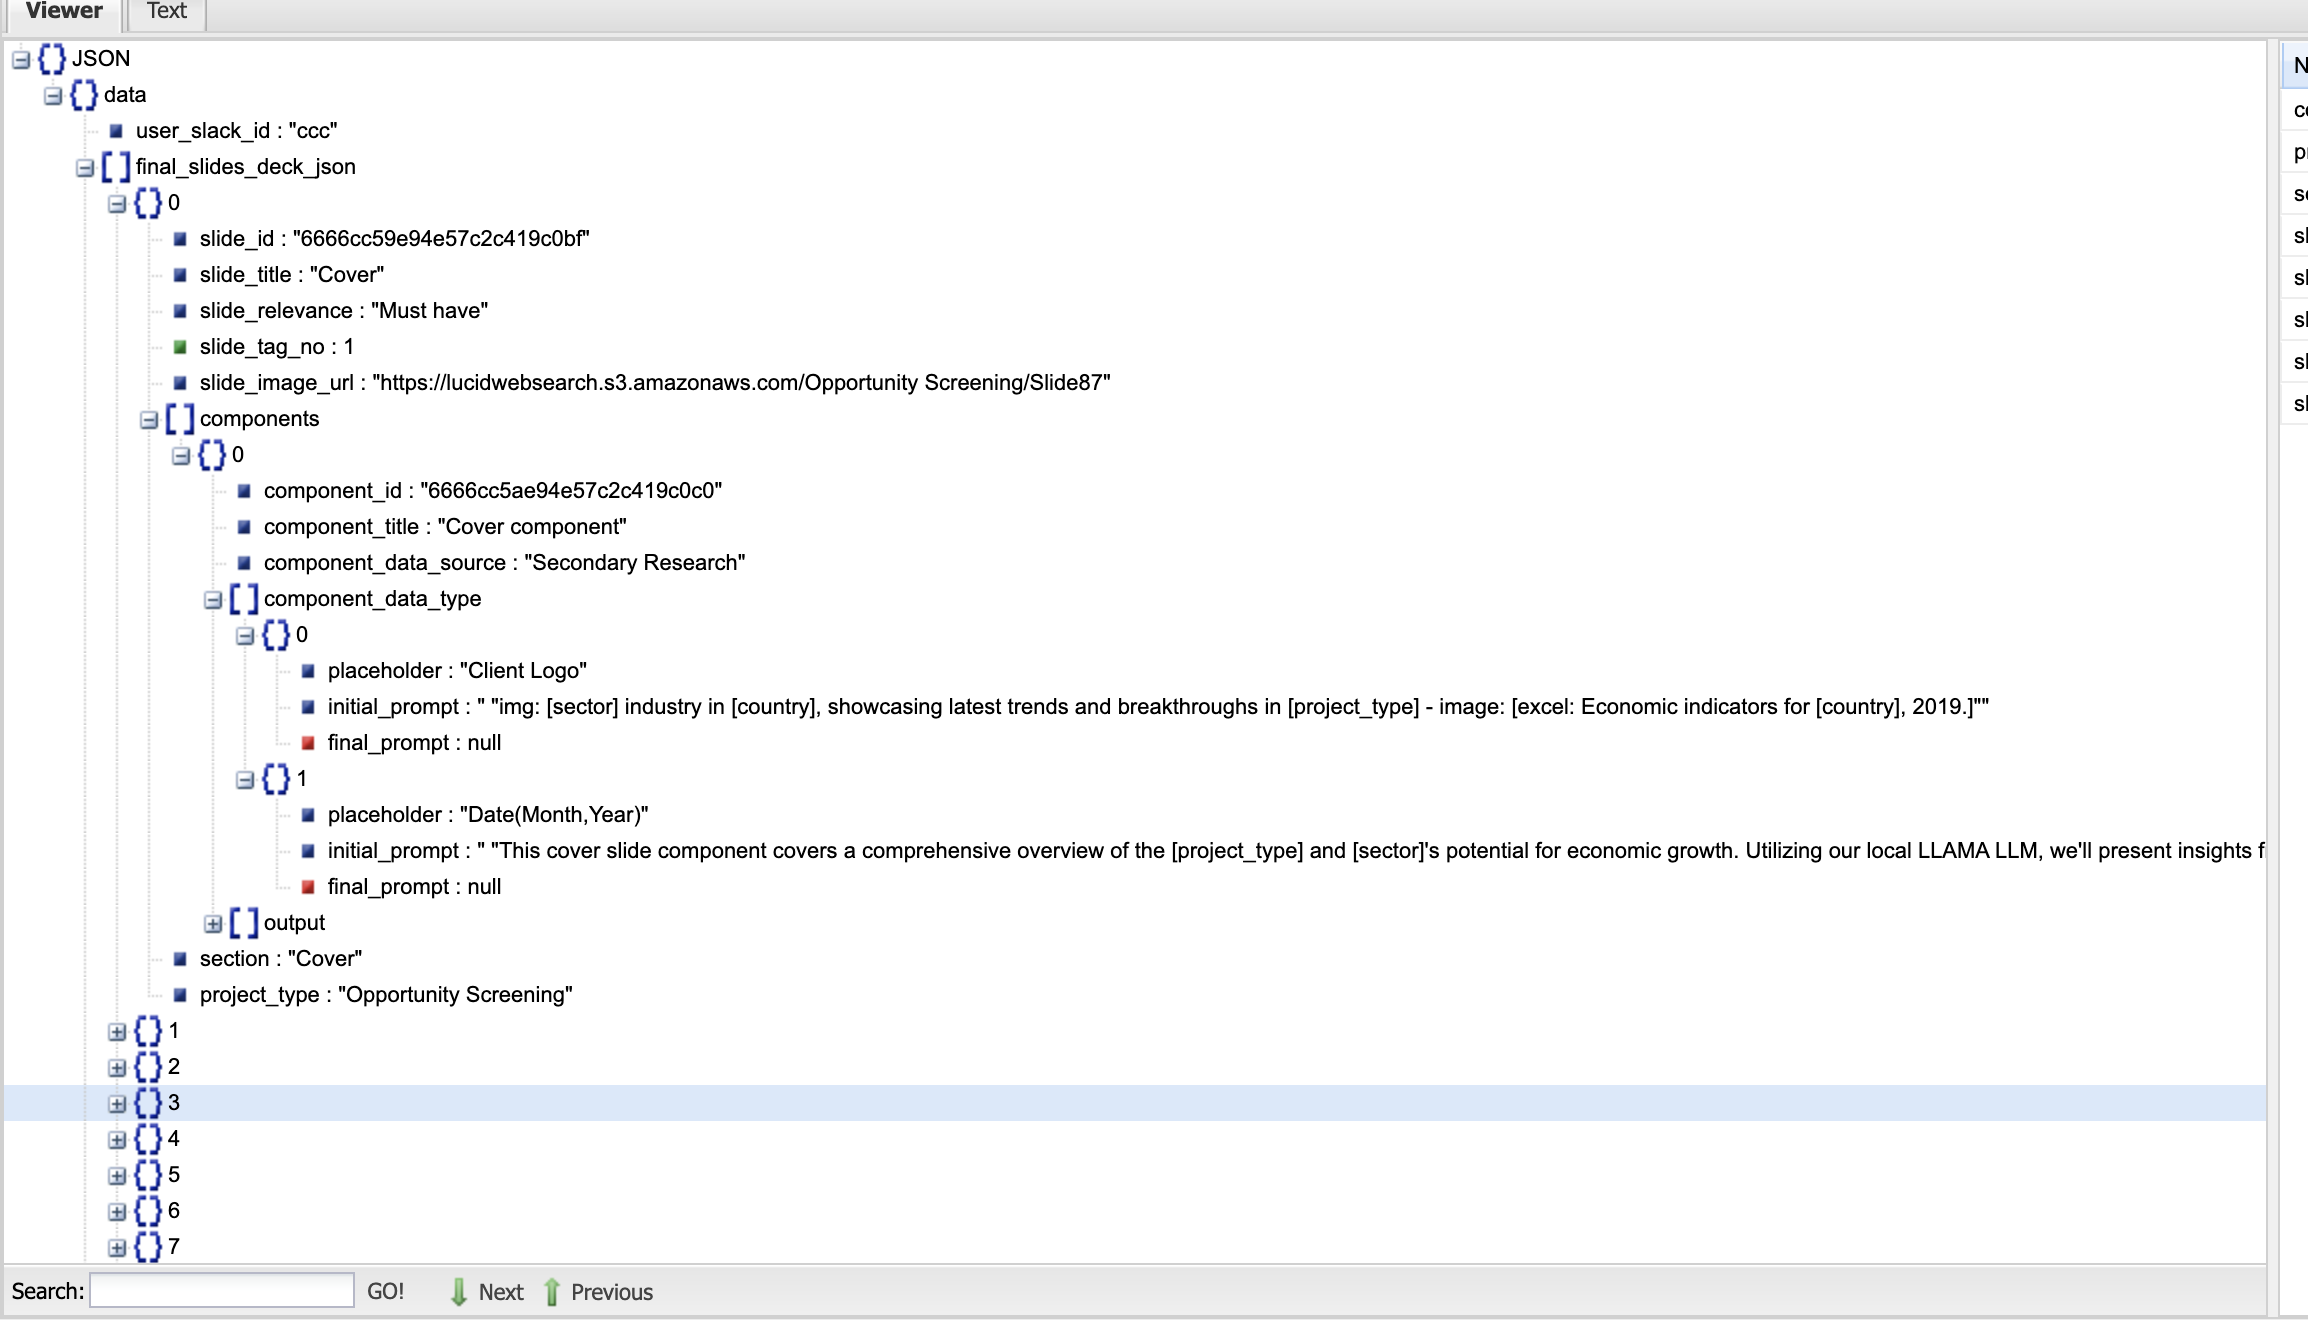 Viewer Text
JSON
data
user_slack_id : "ccc"
final_slides_deck_json
0
slide_id : "6666cc59e94e57c2c419c0bf"
slide_title : "Cover"
slide_relevance : "Must have"
slide_tag_no : 1
slide_image_url : "https://lucidwebsearch.s3.amazonaws.com/Opportunity Screening/Slide87"
components
0
component_id : "6666cc5ae94e57c2c419c0c0"
component_title : "Cover component"
component_data_source : "Secondary Research"
component_data_type
0
placeholder : "Client Logo"
initial_prompt : " "img: [sector] industry in [country], showcasing latest trends and breakthroughs in [project_type] - image: [excel: Economic indicators for [country], 2019.]""
final_prompt : null
1
placeholder : "Date(Month,Year)"
initial_prompt : " "This cover slide component covers a comprehensive overview of the [project_type] and [sector]'s potential for economic growth. Utilizing our local LLAMA LLM, we'll present insights f
final_prompt : null
output
section : "Cover"
project_type : "Opportunity Screening"
1
2
3
4
5
6
7
Search: GO! Next Previous